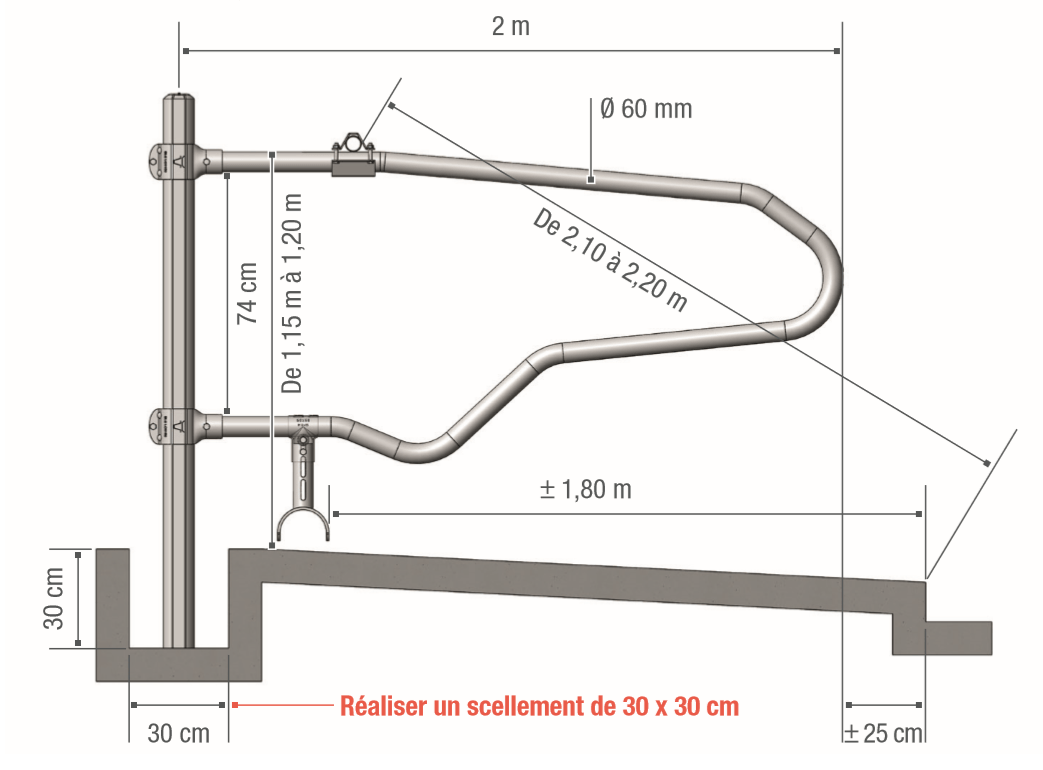 2 m
Ø 60 mm
De 2,10 à 2,20 m
De 1,15 m à 1,20 m
74 cm
± 1,80 m
30 cm
Réaliser un scellement de 30 x 30 cm
30 cm
± 25 cm